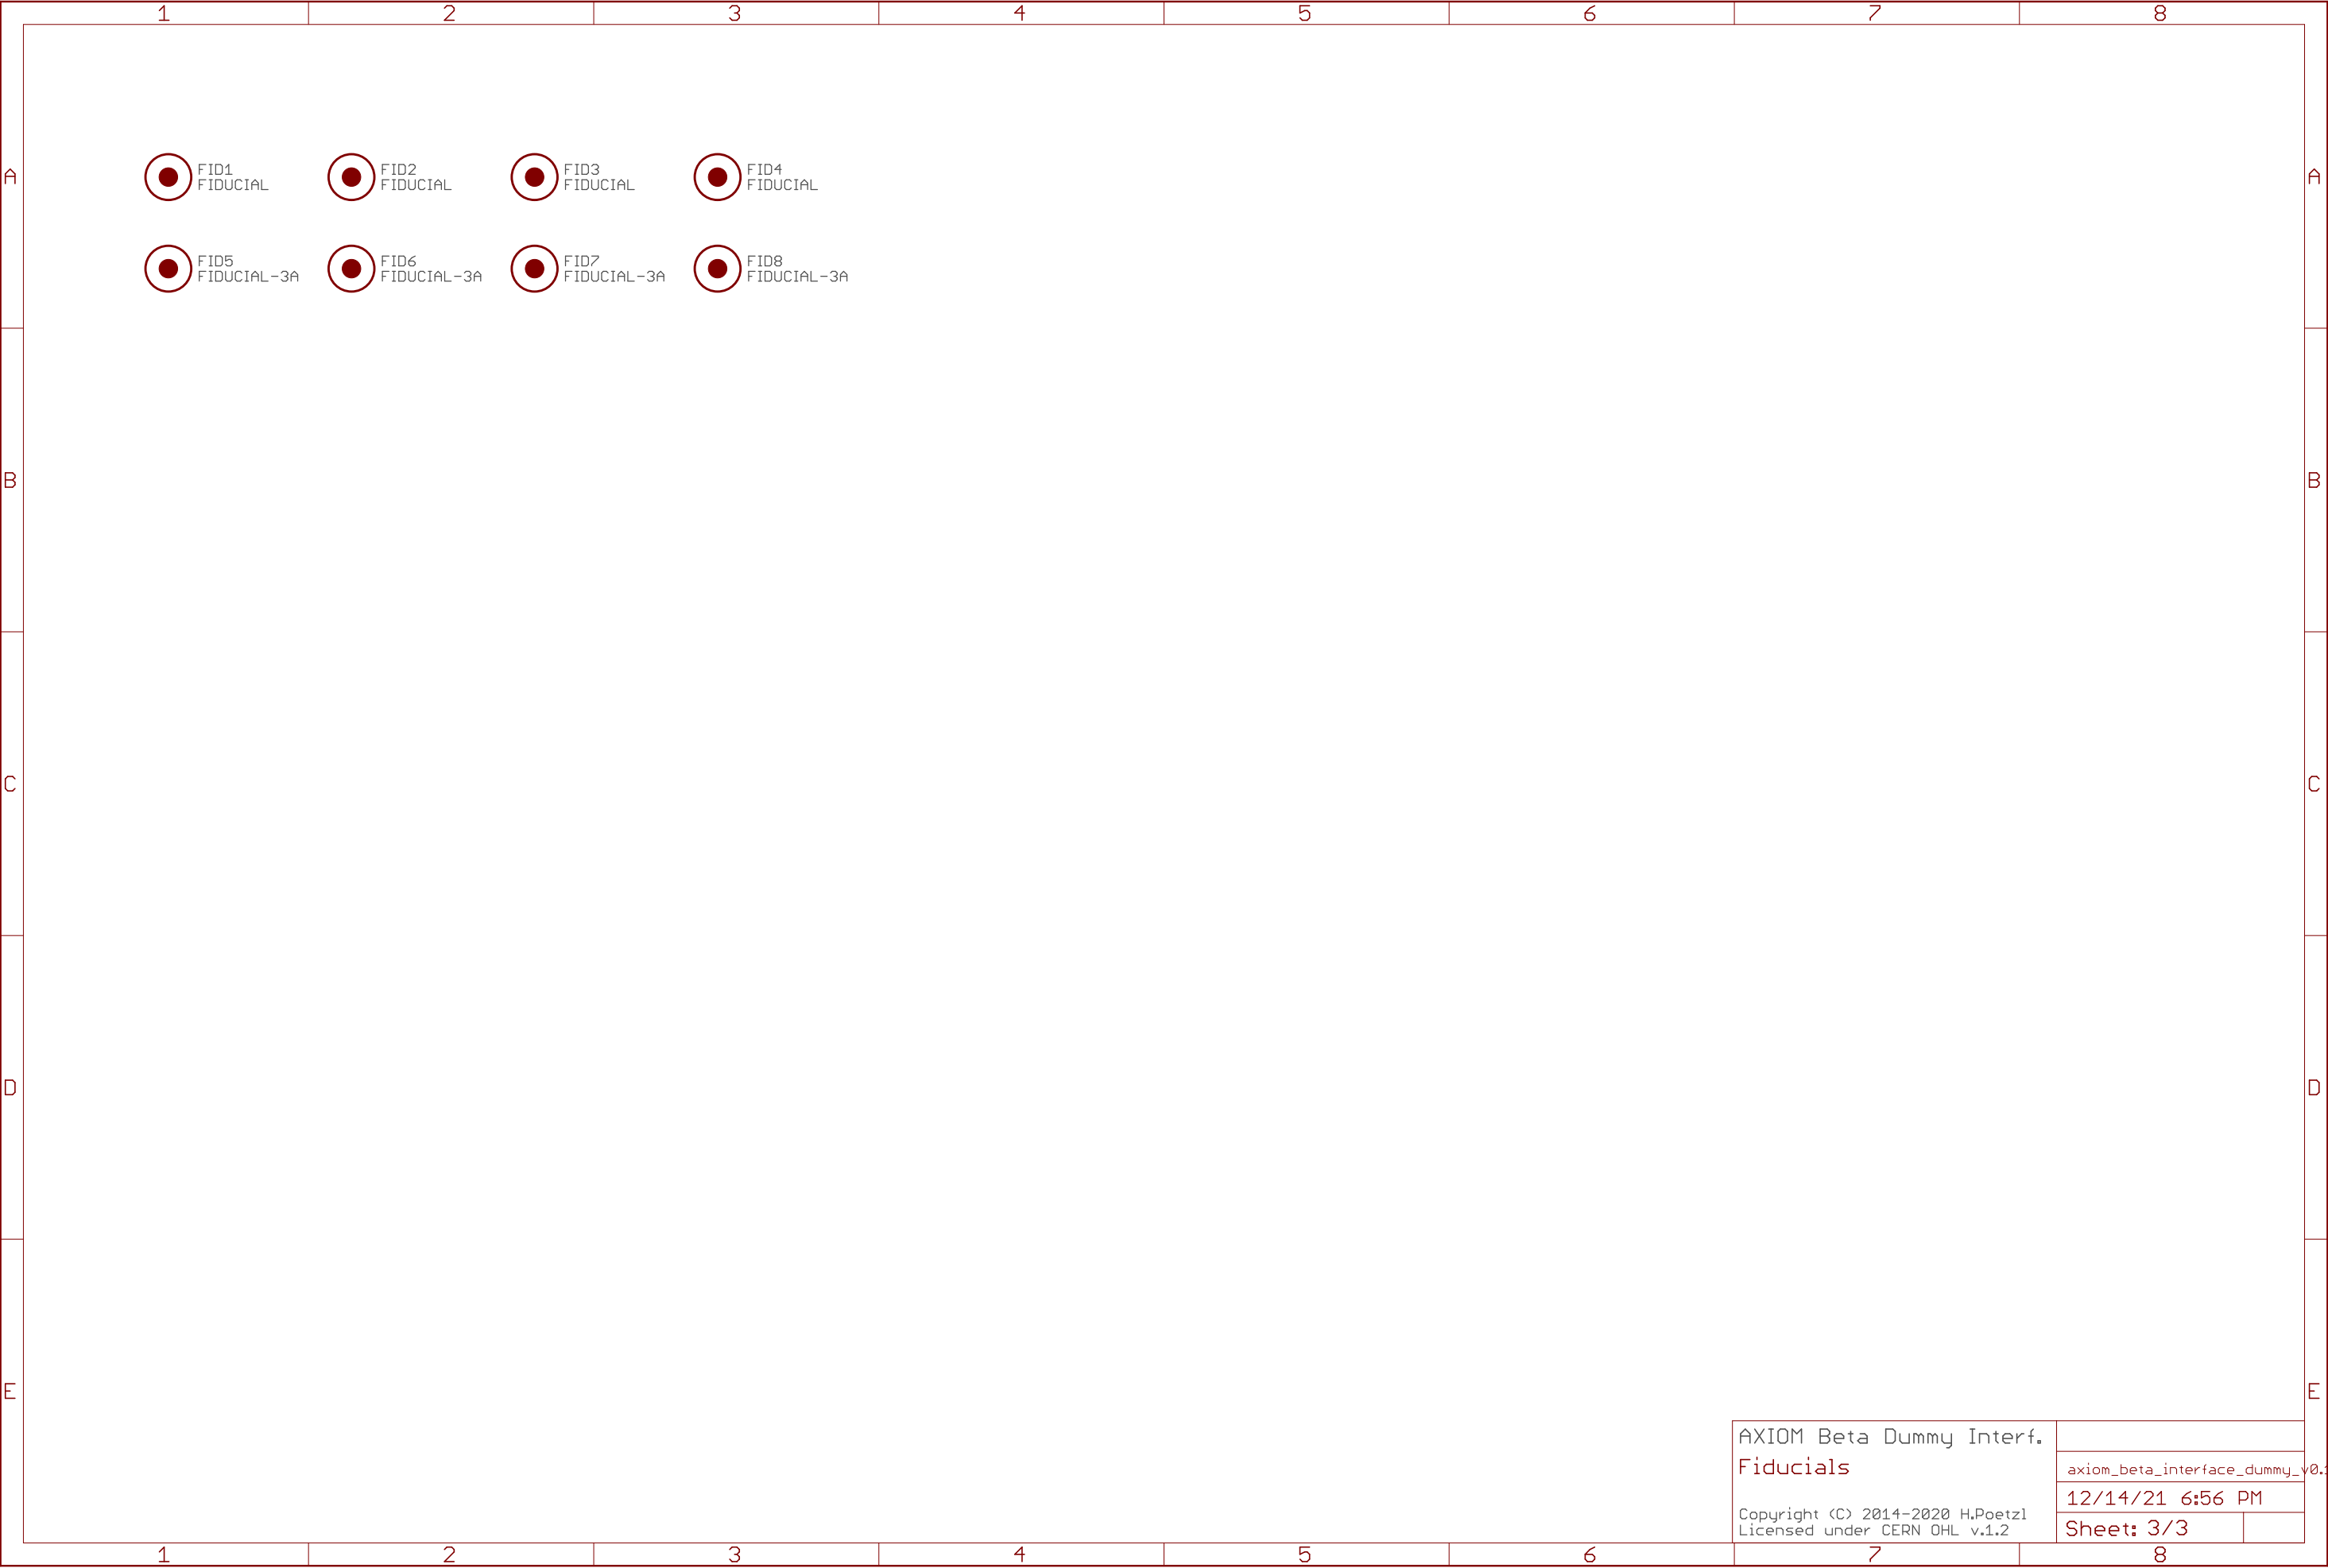 1 2 3 4 5 6 7 8
A A
FID1 FID2 FID3 FID4
FIDUCIAL FIDUCIAL FIDUCIAL FIDUCIAL
FID5 FID6 FID7 FID8
FIDUCIAL-3A FIDUCIAL-3A FIDUCIAL-3A FIDUCIAL-3A
B B
C C
D D
E E
AXIOM Beta Dummy Interf.
Fiducials
axiom_beta_interface_dummy_v0.1
12/14/21 6:56 PM
Copyright (C) 2014-2020 H.Poetzl
Licensed under CERN OHL v.1.2
Sheet: 3/3
1 2 3 4 5 6 7 8